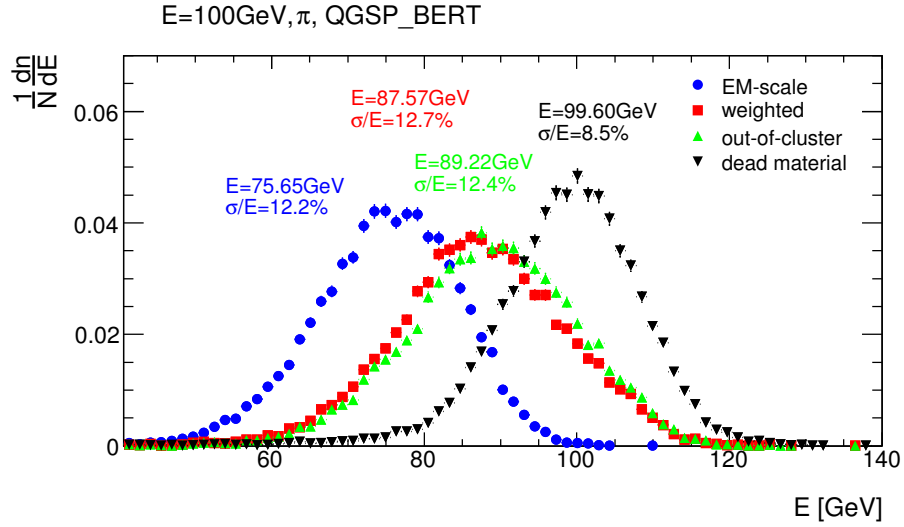 E=100GeV,π, QGSP_BERT
1 dn
N dE
0.06
0.04
0.02
0
E=87.57GeV
σ/E=12.7%
E=99.60GeV
σ/E=8.5%
E=89.22GeV
σ/E=12.4%
E=75.65GeV
σ/E=12.2%
EM-scale
weighted
out-of-cluster
dead material
60 80 100 120 140
E [GeV]